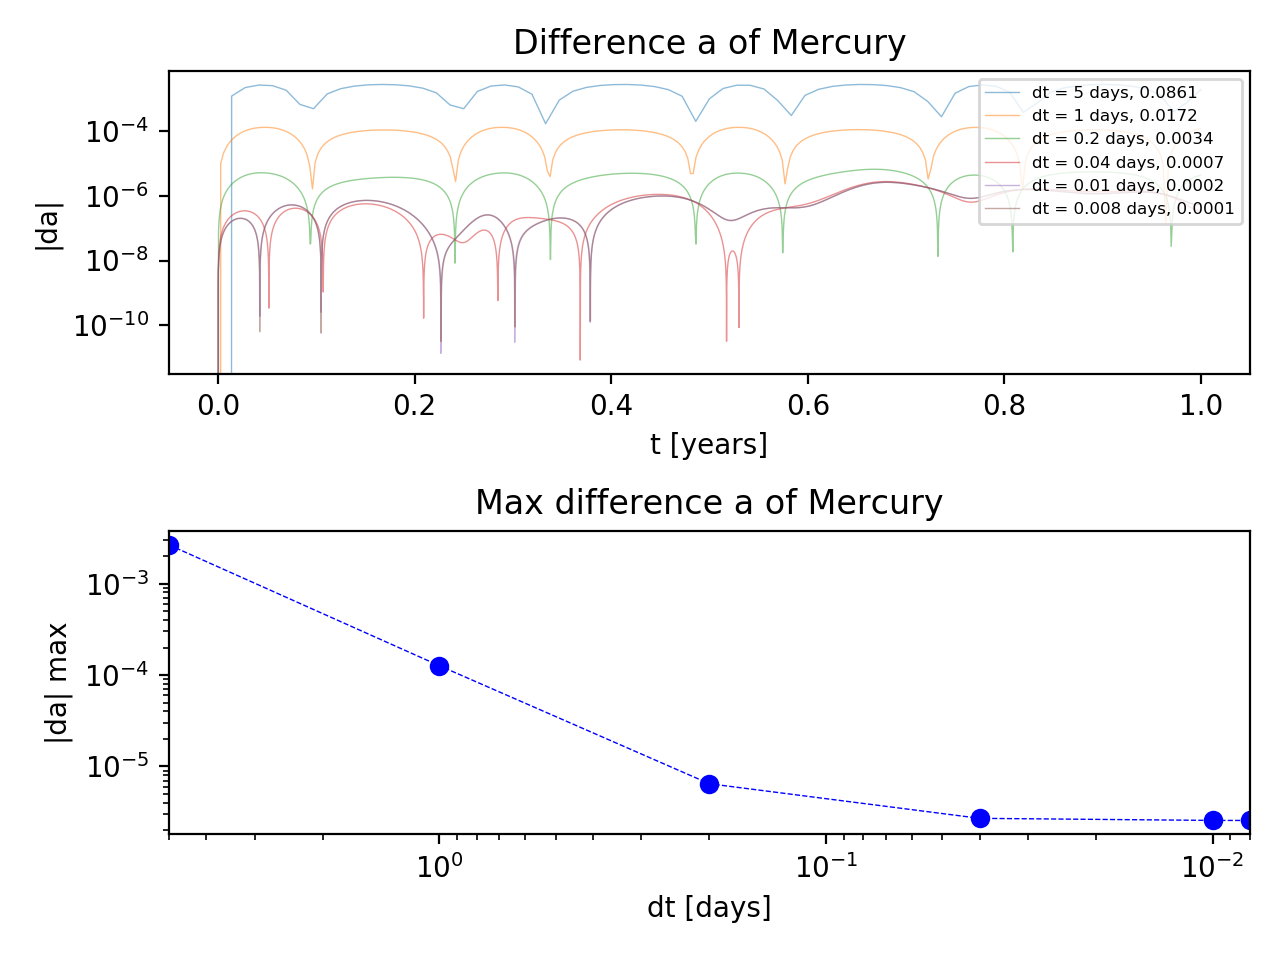 Difference a of Mercury
dt = 5 days, 0.0861
dt = 1 days, 0.0172
dt = 0.2 days, 0.0034
dt = 0.04 days, 0.0007
dt = 0.01 days, 0.0002
dt = 0.008 days, 0.0001
|da|
10⁻⁴
10⁻⁶
10⁻⁸
10⁻¹⁰
0.0 0.2 0.4 0.6 0.8 1.0
t [years]
Max difference a of Mercury
|da| max
10⁻³
10⁻⁴
10⁻⁵
10⁰ 10⁻¹ 10⁻²
dt [days]